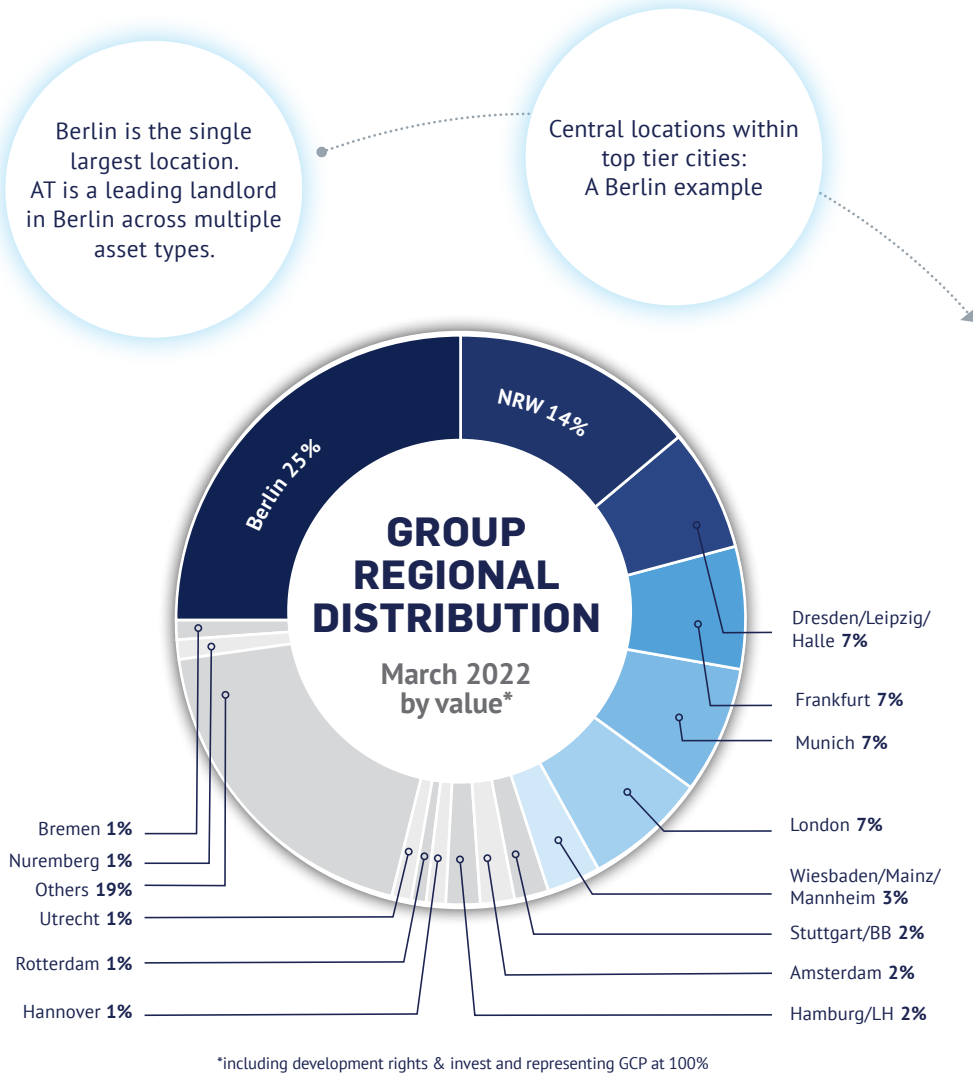 Berlin is the single
largest location.
AT is a leading landlord
in Berlin across multiple
asset types.
Central locations within
top tier cities:
A Berlin example
Berlin 25%
NRW 14%
GROUP
REGIONAL
DISTRIBUTION
March 2022
by value*
Dresden/Leipzig/
Halle 7%
Frankfurt 7%
Munich 7%
London 7%
Wiesbaden/Mainz/
Mannheim 3%
Stuttgart/BB 2%
Amsterdam 2%
Hamburg/LH 2%
Bremen 1%
Nuremberg 1%
Others 19%
Utrecht 1%
Rotterdam 1%
Hannover 1%
*including development rights & invest and representing GCP at 100%